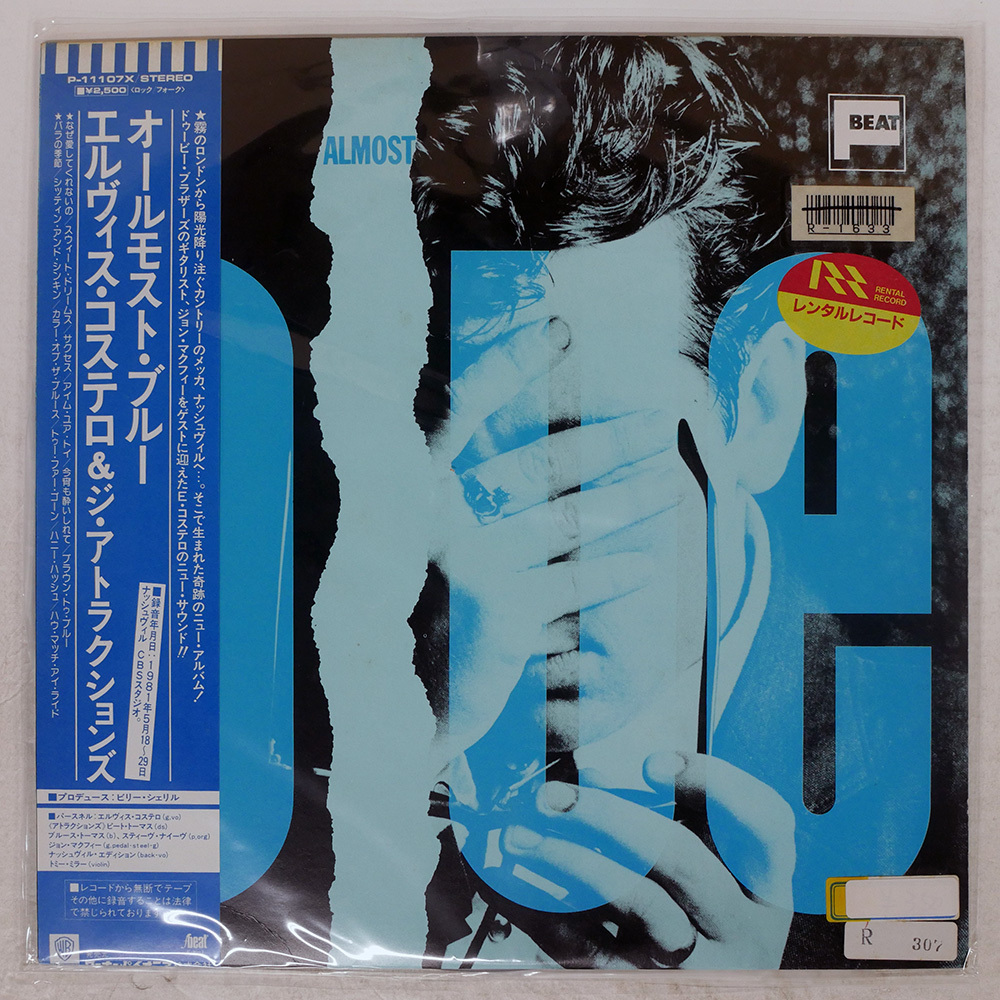 P-11107X/STEREO
■¥2,500〈ロック/フォーク〉
★霧のロンドンから陽光降り注ぐカントリーのメッカ、ナッシュヴィルへ…。そこで生まれた奇跡のニュー・アルバム!
ドゥービー・ブラザーズのギタリスト、ジョン・マクフィーをゲストに迎えたE・コステロのニュー・サウンド!!
オールモスト・ブルー
エルヴィス・コステロ&ジ・アトラクションズ
■録音年月日:1981年5月18~29日
ナッシュヴィル CBSスタジオ。
★なぜ愛してくれないの/スウィート・ドリームス/サクセス/アイム・ユア・トイ/今宵も酔いしれて/ブラウン・トゥ・ブルー
★バラの季節/シッティン・アンド・シンキン/カラー・オブ・ザ・ブルース/トゥー・ファー・ゴーン/ハニー・ハッシュ/ハウ・マッチ・アイ・ライド
■プロデュース:ビリー・シェリル
■パースネル:エルヴィス・コステロ(g,vo)
〈アトラクションズ〉ピート・トーマス(ds)
ブルース・トーマス(b)、スティーヴ・ナイーヴ(p,org)
ジョン・マクフィー(g,pedal-steel-g)
ナッシュヴィル・エディション(back-vo)
トミー・ミラー(violin)
■レコードから無断でテープ
その他に録音することは法律
で禁じられております
WB
fbeat
ALMOST
BLUE
F BEAT
R-1633
RR
RENTAL
RECORD
レンタルレコード
R 307